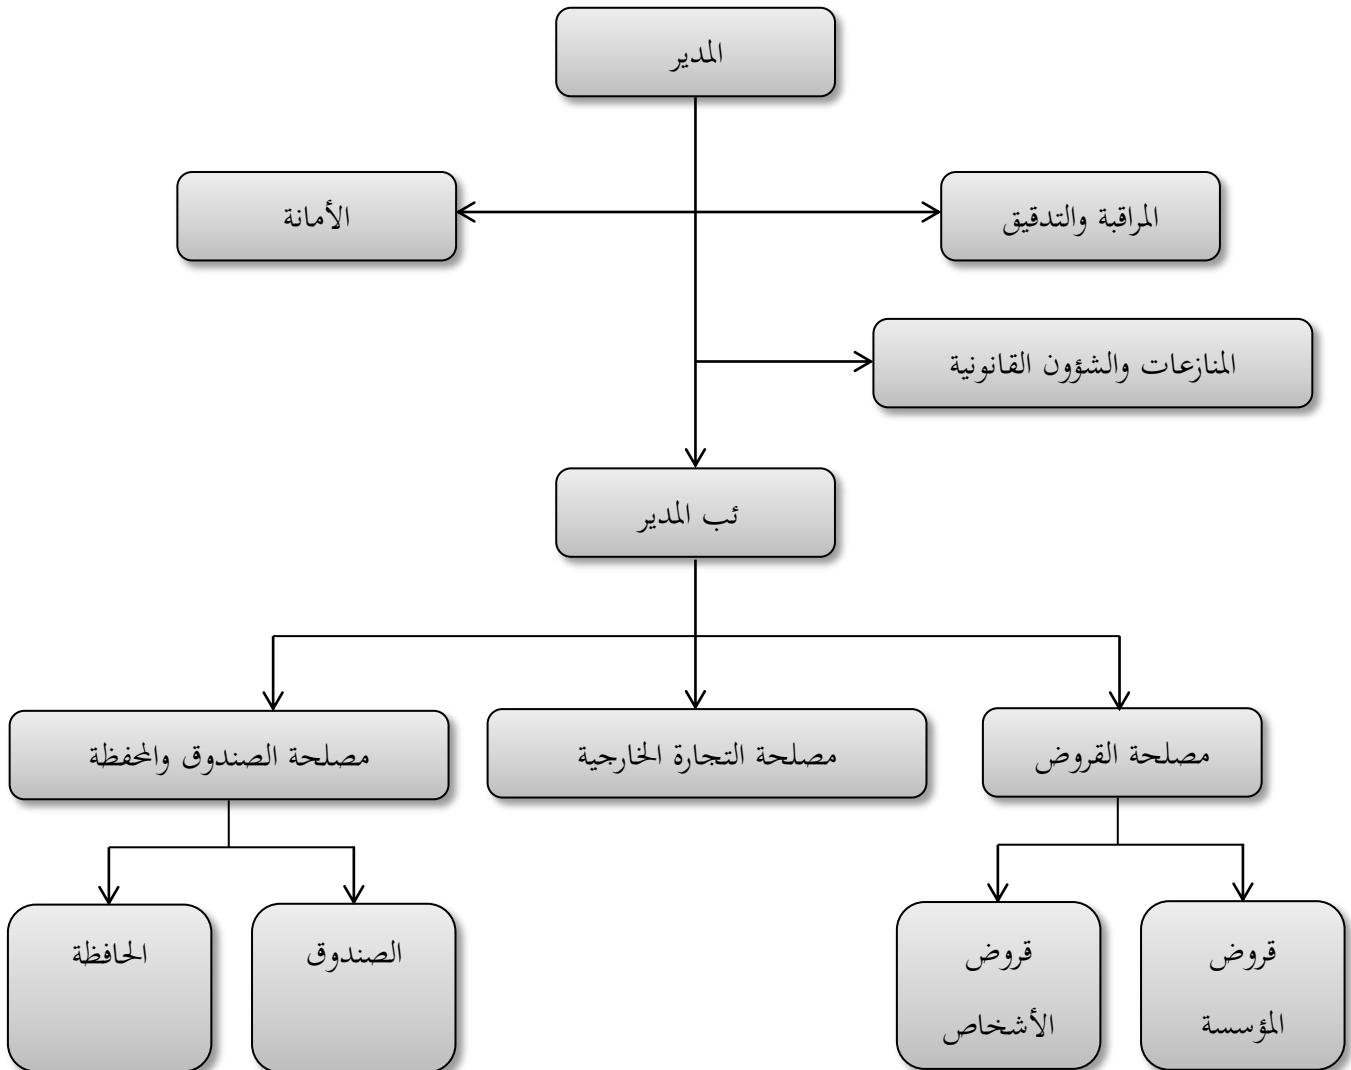 المدير
المراقبة والتدقيق
الأمانة
المنازعات والشؤون القانونية
ئب المدير
مصلحة القروض
مصلحة التجارة الخارجية
مصلحة الصندوق والمحفظة
قروض
المؤسسة
قروض
الأشخاص
الصندوق
الحافظة